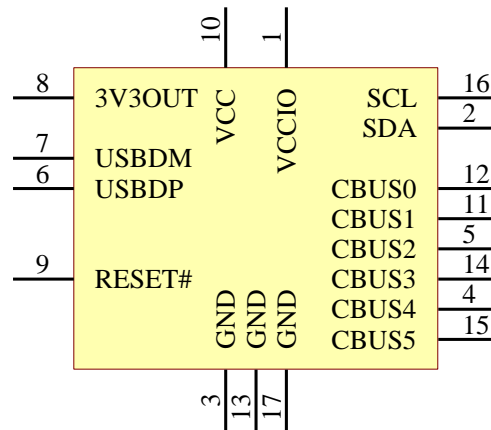 10 1
8 3V3OUT VCC VCCIO SCL 16
SDA 2
7 USBDM
6 USBDP CBUS0 12
CBUS1 11
CBUS2 5
9 RESET# CBUS3 14
GND GND GND CBUS4 4
CBUS5 15
3 13 17